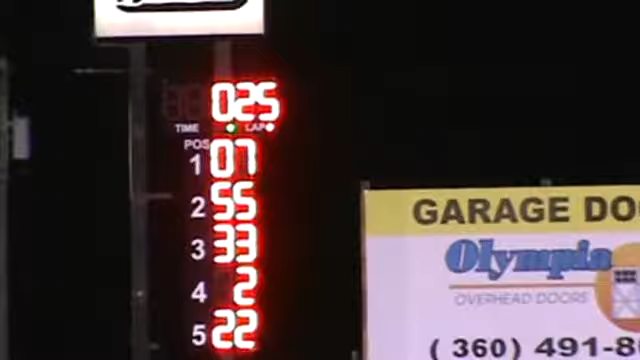 025
TIME LAP
POS
1 07
2 55
3 33
4 2
5 22
GARAGE DO
Olympia
OVERHEAD DOORS
(360) 491-8